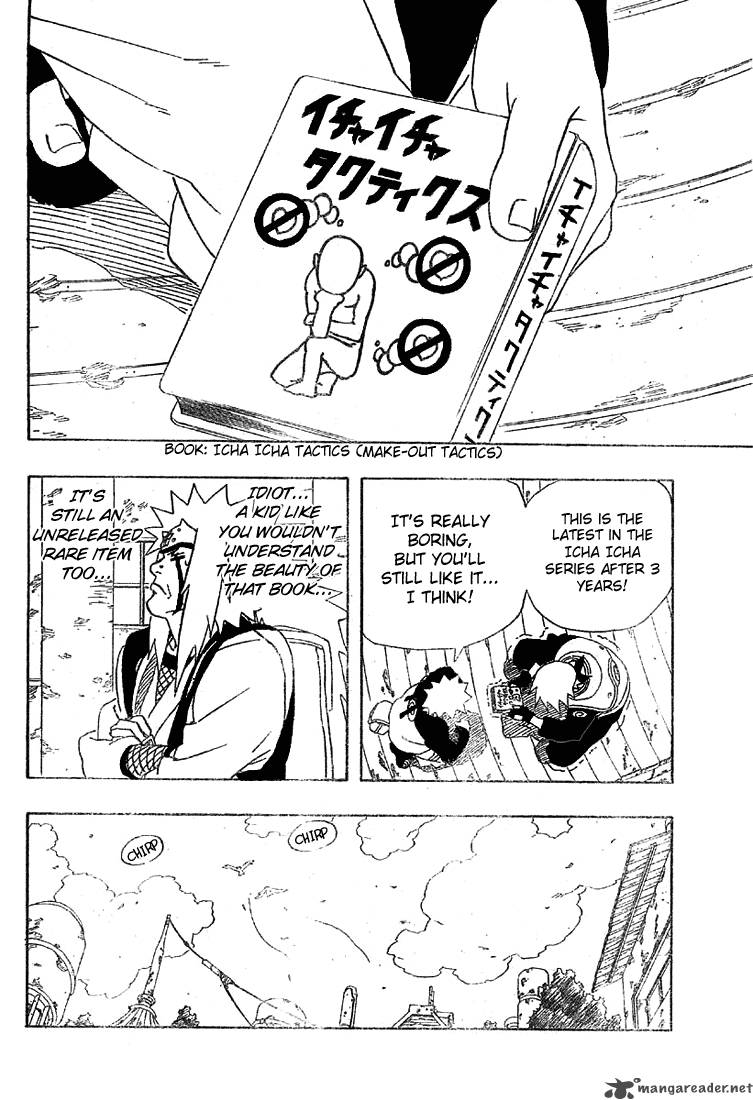 イチャイチャ
タクティクス
イチャイチャタクティクス
BOOK: ICHA ICHA TACTICS (MAKE-OUT TACTICS)
THIS IS THE
LATEST IN THE
ICHA ICHA
SERIES AFTER 3
YEARS!
IT'S REALLY
BORING,
BUT YOU'LL
STILL LIKE IT...
I THINK!
IDIOT...
A KID LIKE
YOU WOULDN'T
UNDERSTAND
THE BEAUTY OF
THAT BOOK...
IT'S
STILL AN
UNRELEASED
RARE ITEM
TOO...
CHIRP
CHIRP
mangareader.net